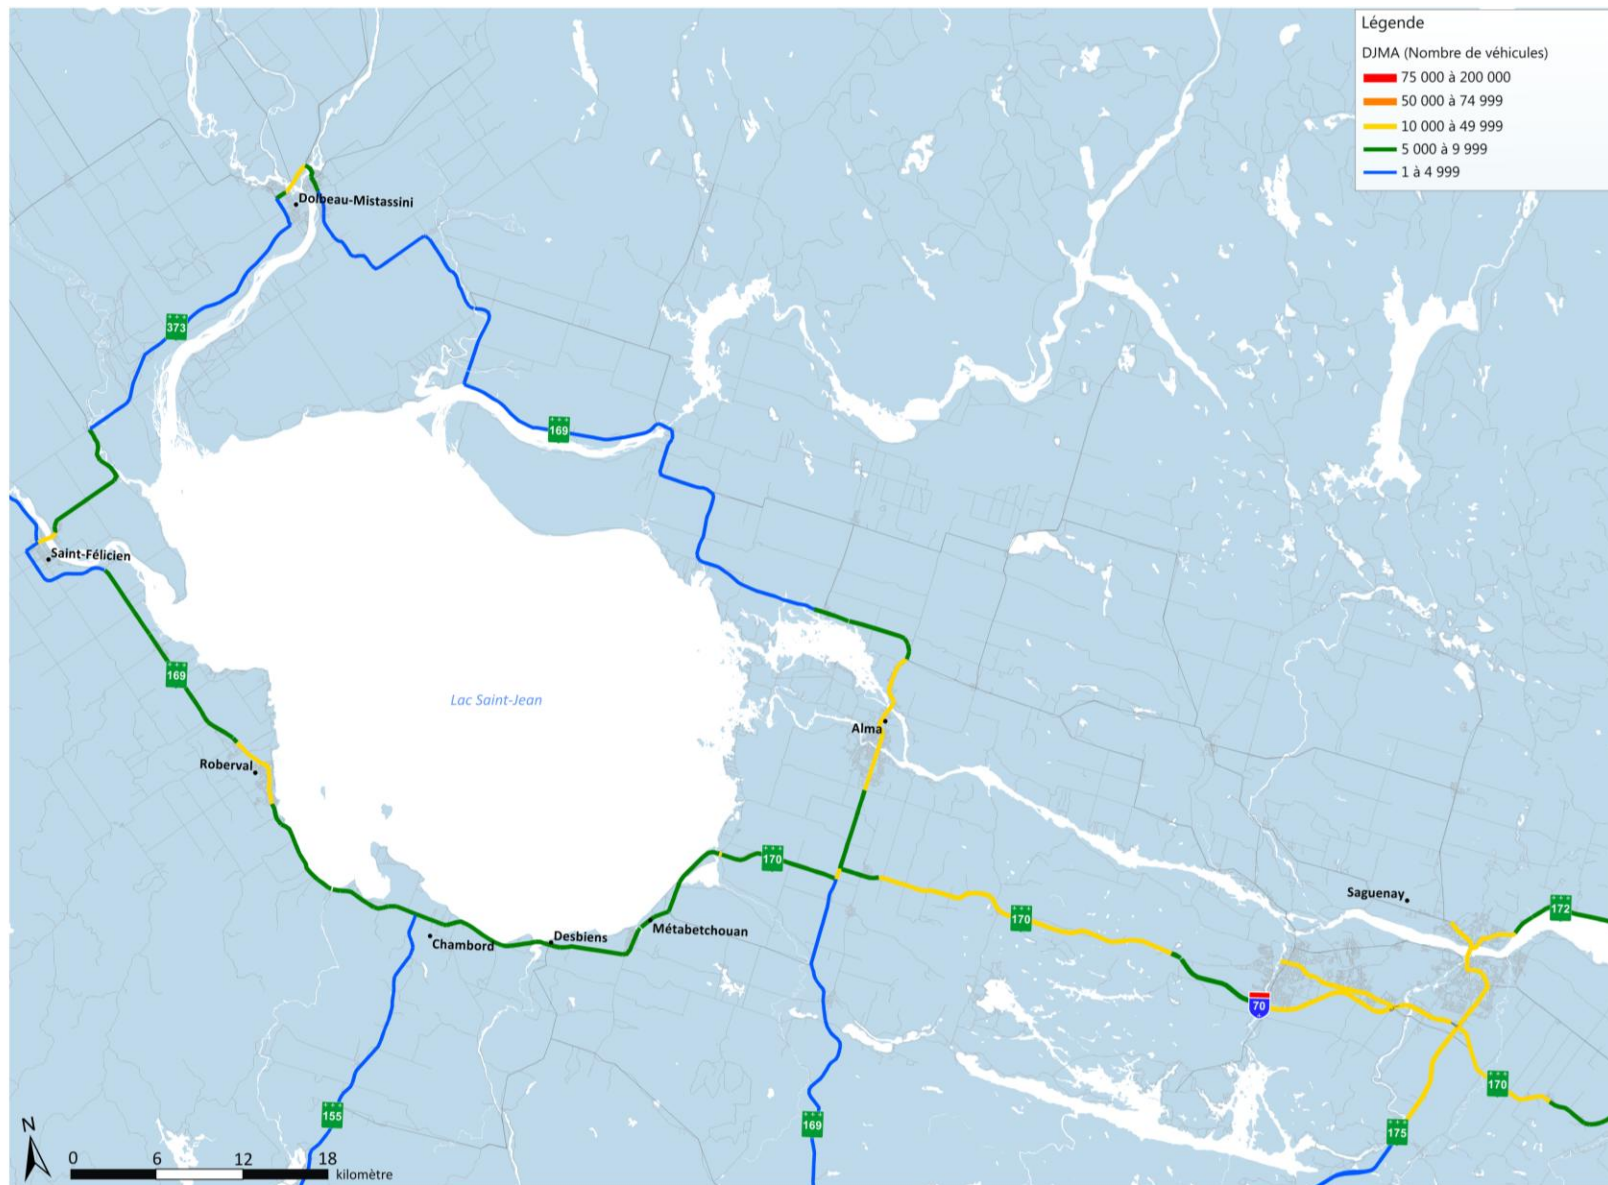 Légende
DJMA (Nombre de véhicules)
75 000 à 200 000
50 000 à 74 999
10 000 à 49 999
5 000 à 9 999
1 à 4 999
Dolbeau-Mistassini
373
169
Saint-Félicien
169
Lac Saint-Jean
Alma
Roberval
170
Saguenay
172
170
Métabetchouan
Desbiens
Chambord
70
170
155
169
175
N
0 6 12 18
kilomètre